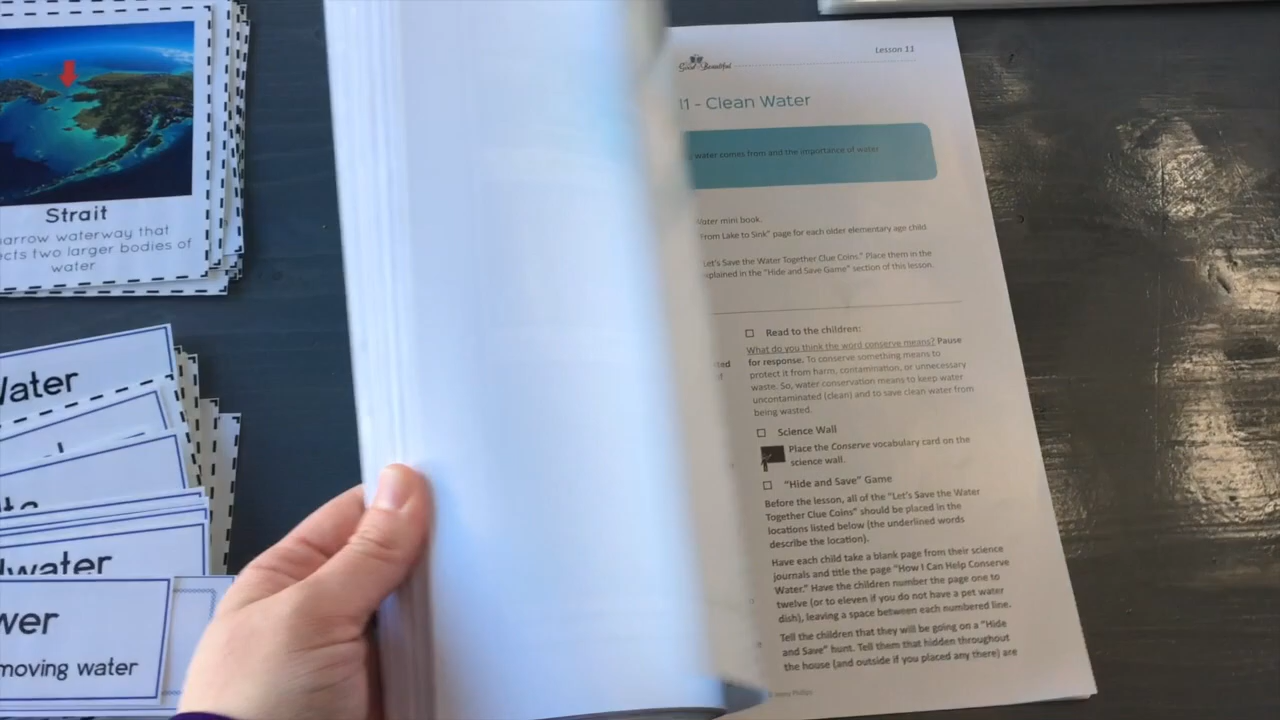 Strait
narrow waterway that
ects two larger bodies of
water
Water
dwater
wer
moving water
Lesson 11
Good & Beautiful
11 - Clean Water
water comes from and the importance of water
Water mini book.
"From Lake to Sink" page for each older elementary age child
"Let's Save the Water Together Clue Coins." Place them in the
explained in the "Hide and Save Game" section of this lesson.
Read to the children:
What do you think the word conserve means? Pause
for response. To conserve something means to
protect it from harm, contamination, or unnecessary
waste. So, water conservation means to keep water
uncontaminated (clean) and to save clean water from
being wasted.
Science Wall
Place the Conserve vocabulary card on the
science wall.
"Hide and Save" Game
Before the lesson, all of the "Let's Save the Water
Together Clue Coins" should be placed in the
locations listed below (the underlined words
describe the location).
Have each child take a blank page from their science
journals and title the page "How I Can Help Conserve
Water." Have the children number the page one to
twelve (or to eleven if you do not have a pet water
dish), leaving a space between each numbered line.
Tell the children that they will be going on a "Hide
and Save" hunt. Tell them that hidden throughout
the house (and outside if you placed any there) are
© Jenny Phillips